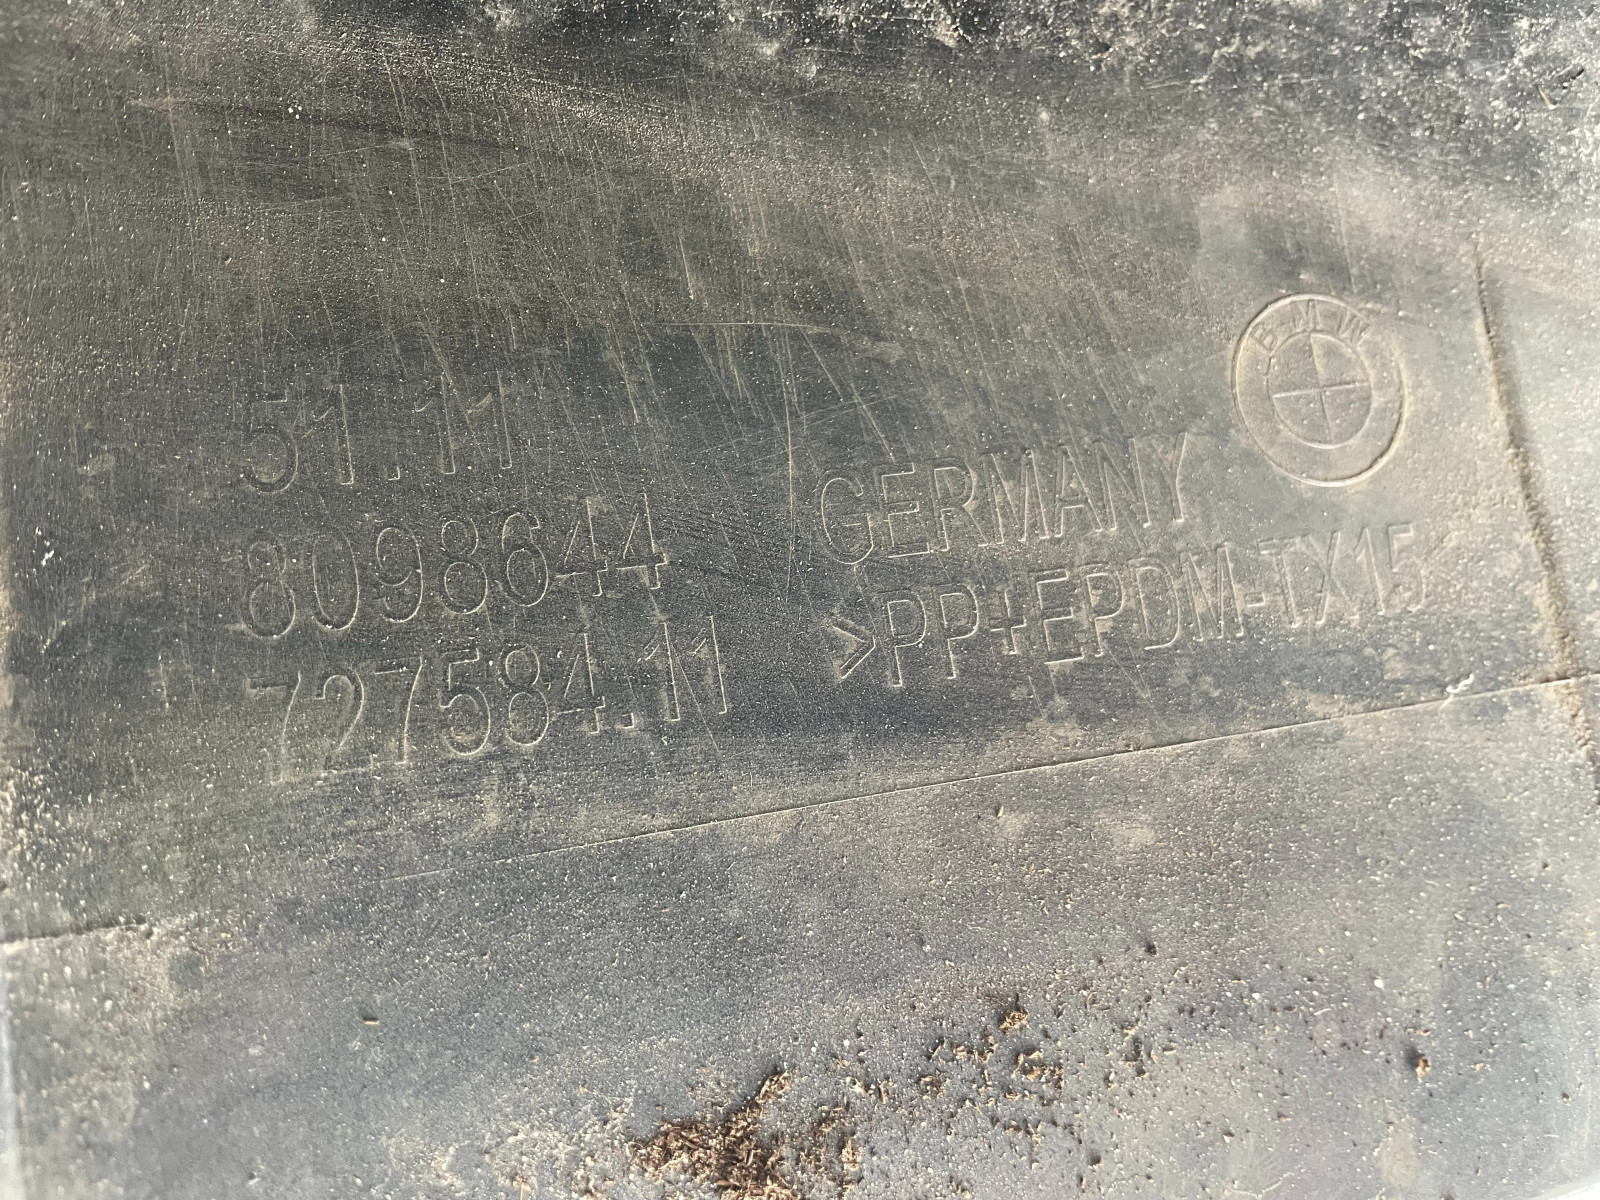 51.11
8098644
727584.11
BMW
GERMANY
>PP+EPDM-TX15